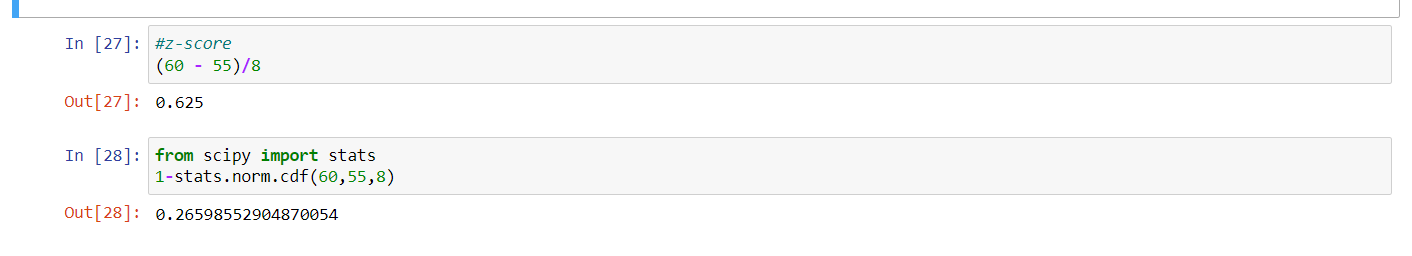 In [27]: #z-score
(60 - 55)/8
Out[27]: 0.625
In [28]: from scipy import stats
1-stats.norm.cdf(60,55,8)
Out[28]: 0.26598552904870054